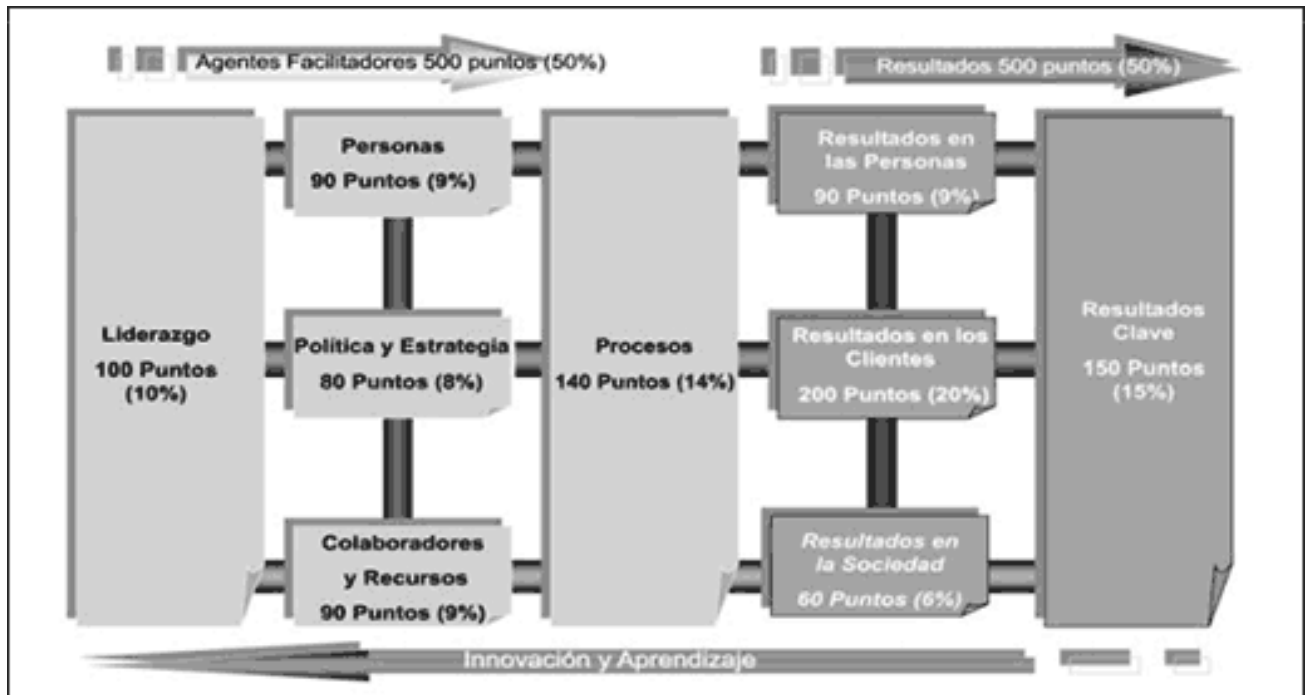 Agentes Facilitadores 500 puntos (50%)
Resultados 500 puntos (50%)
Liderazgo
100 Puntos
(10%)
Personas
90 Puntos (9%)
Política y Estrategia
80 Puntos (8%)
Colaboradores
y Recursos
90 Puntos (9%)
Procesos
140 Puntos (14%)
Resultados en
las Personas
90 Puntos (9%)
Resultados en los
Clientes
200 Puntos (20%)
Resultados en
la Sociedad
60 Puntos (6%)
Resultados
Clave
150 Puntos
(15%)
Innovación y Aprendizaje